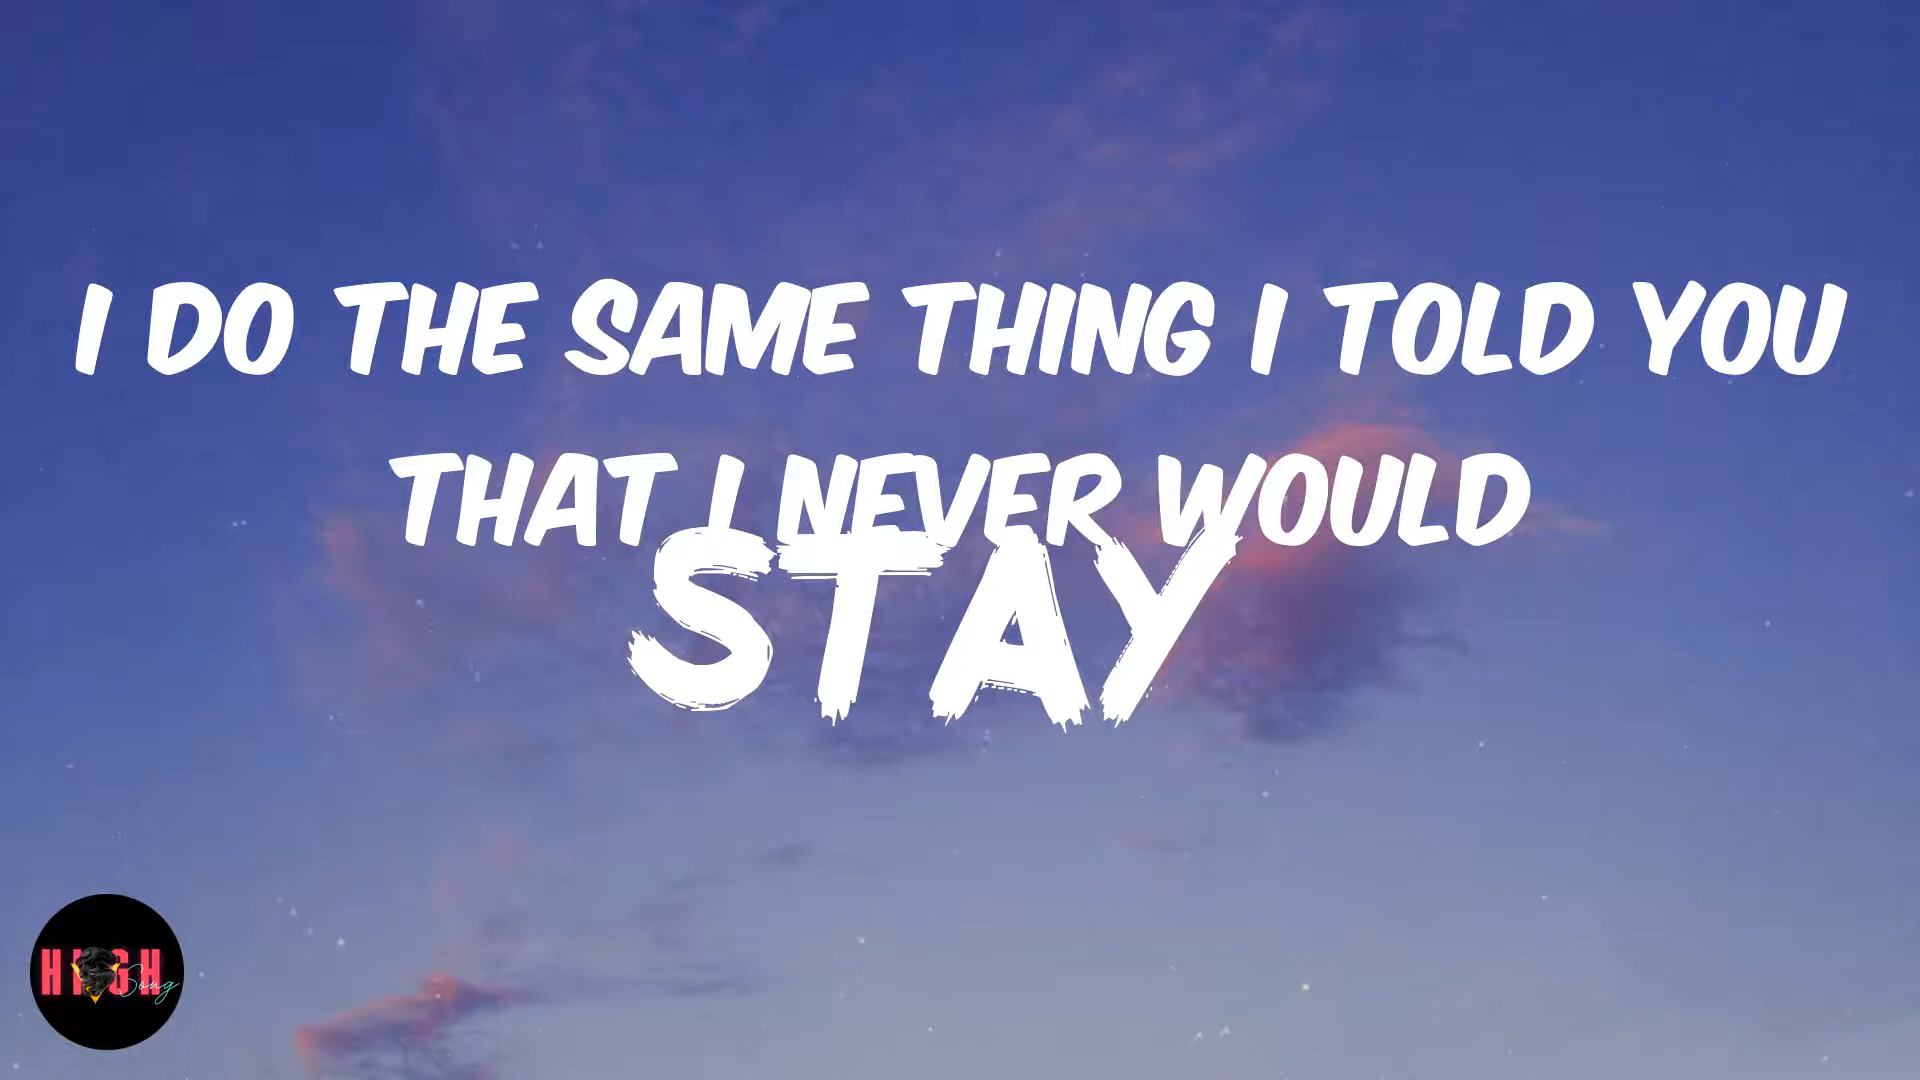 I DO THE SAME THING I TOLD YOU
THAT I NEVER WOULD
STAY
HIGH
Song